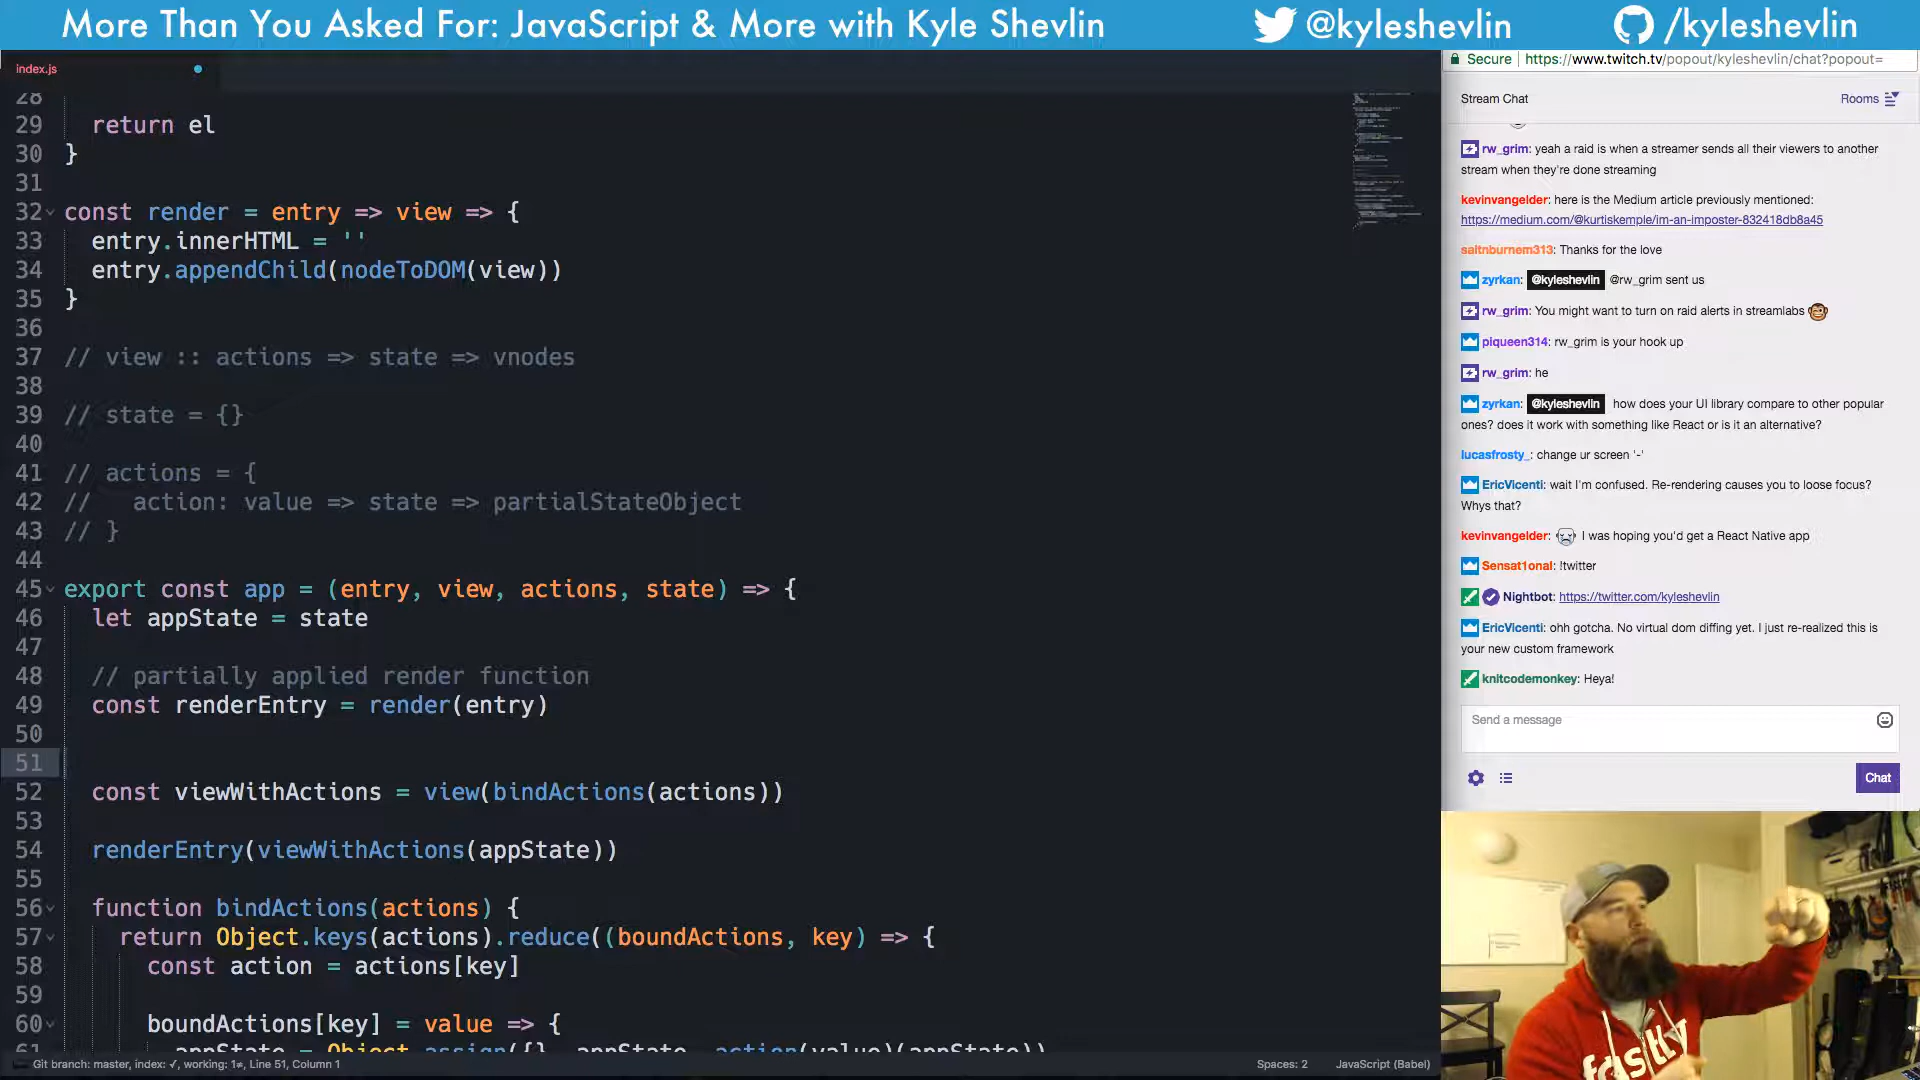 More Than You Asked For: JavaScript & More with Kyle Shevlin
@kyleshevlin
/kyleshevlin
index.js
28
29 return el
30 }
31
32 const render = entry => view => {
33 entry.innerHTML = ''
34 entry.appendChild(nodeToDOM(view))
35 }
36
37 // view :: actions => state => vnodes
38
39 // state = {}
40
41 // actions = {
42 // action: value => state => partialStateObject
43 // }
44
45 export const app = (entry, view, actions, state) => {
46 let appState = state
47
48 // partially applied render function
49 const renderEntry = render(entry)
50
51
52 const viewWithActions = view(bindActions(actions))
53
54 renderEntry(viewWithActions(appState))
55
56 function bindActions(actions) {
57 return Object.keys(actions).reduce((boundActions, key) => {
58 const action = actions[key]
59
60 boundActions[key] = value => {
61 appState = Object.assign({}, appState, action(value)(appState))
Git branch: master, index: ✓, working: 1≠, Line 51, Column 1
Spaces: 2
JavaScript (Babel)
Secure https://www.twitch.tv/popout/kyleshevlin/chat?popout=
Stream Chat
Rooms
rw_grim: yeah a raid is when a streamer sends all their viewers to another
stream when they're done streaming
kevinvangelder: here is the Medium article previously mentioned:
https://medium.com/@kurtiskemple/im-an-imposter-832418db8a45
saltnburnem313: Thanks for the love
zyrkan: @kyleshevlin @rw_grim sent us
rw_grim: You might want to turn on raid alerts in streamlabs
piqueen314: rw_grim is your hook up
rw_grim: he
zyrkan: @kyleshevlin how does your UI library compare to other popular
ones? does it work with something like React or is it an alternative?
lucasfrosty_: change ur screen '-'
EricVicenti: wait I'm confused. Re-rendering causes you to loose focus?
Whys that?
kevinvangelder: I was hoping you'd get a React Native app
Sensat1onal: !twitter
Nightbot: https://twitter.com/kyleshevlin
EricVicenti: ohh gotcha. No virtual dom diffing yet. I just re-realized this is
your new custom framework
knitcodemonkey: Heya!
Send a message
Chat
fastly